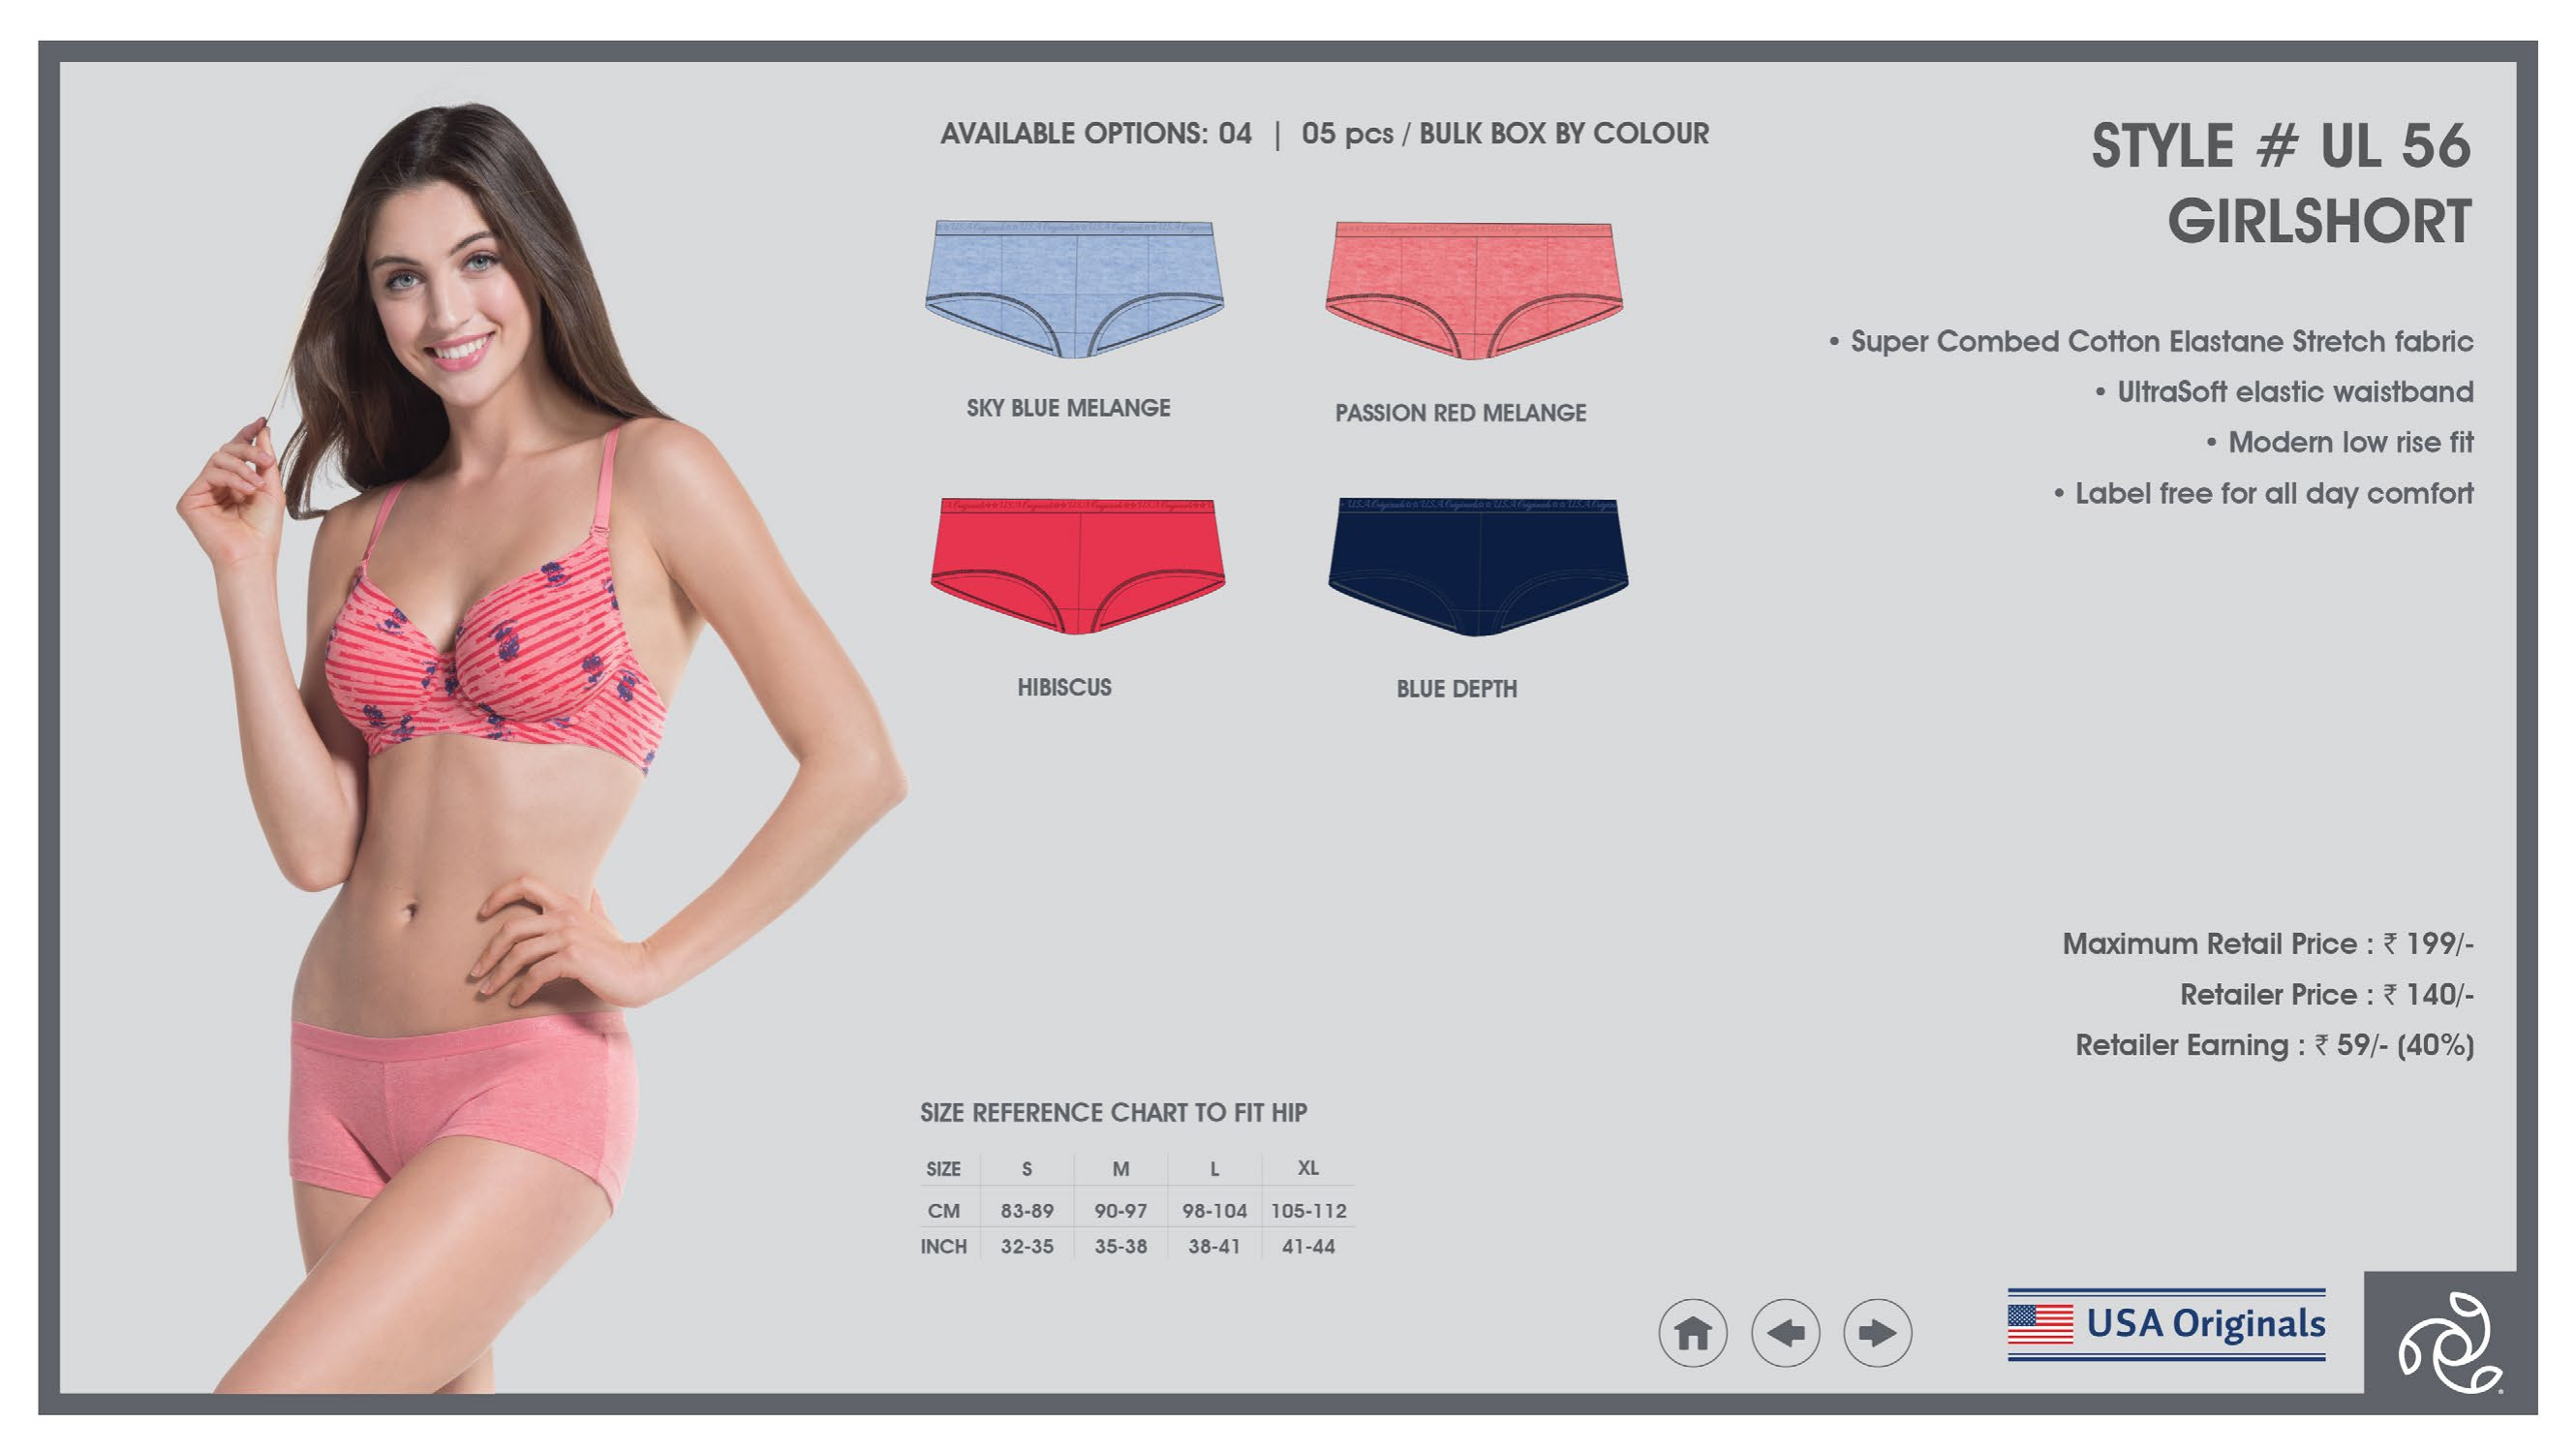 AVAILABLE OPTIONS: 04 | 05 pcs / BULK BOX BY COLOUR
STYLE # UL 56
GIRLSHORT
• Super Combed Cotton Elastane Stretch fabric
• UltraSoft elastic waistband
• Modern low rise fit
• Label free for all day comfort
SKY BLUE MELANGE
PASSION RED MELANGE
HIBISCUS
BLUE DEPTH
Maximum Retail Price : ₹ 199/-
Retailer Price : ₹ 140/-
Retailer Earning : ₹ 59/- (40%)
SIZE REFERENCE CHART TO FIT HIP
SIZE S M L XL
CM 83-89 90-97 98-104 105-112
INCH 32-35 35-38 38-41 41-44
USA Originals